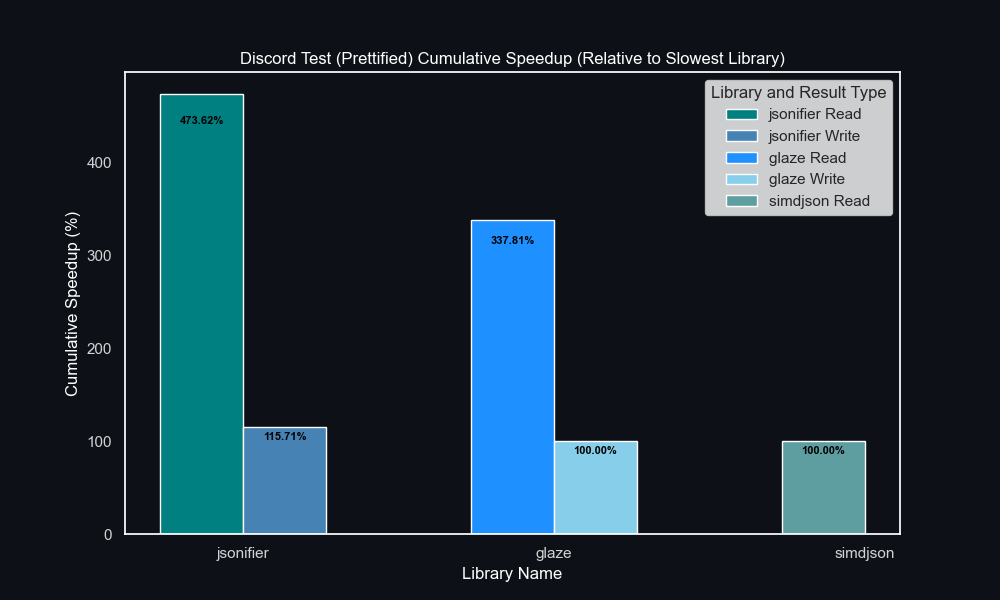 Discord Test (Prettified) Cumulative Speedup (Relative to Slowest Library)
Library and Result Type
jsonifier Read
jsonifier Write
glaze Read
glaze Write
simdjson Read
Cumulative Speedup (%)
400
300
200
100
0
473.62%
115.71%
337.81%
100.00%
100.00%
jsonifier
glaze
simdjson
Library Name